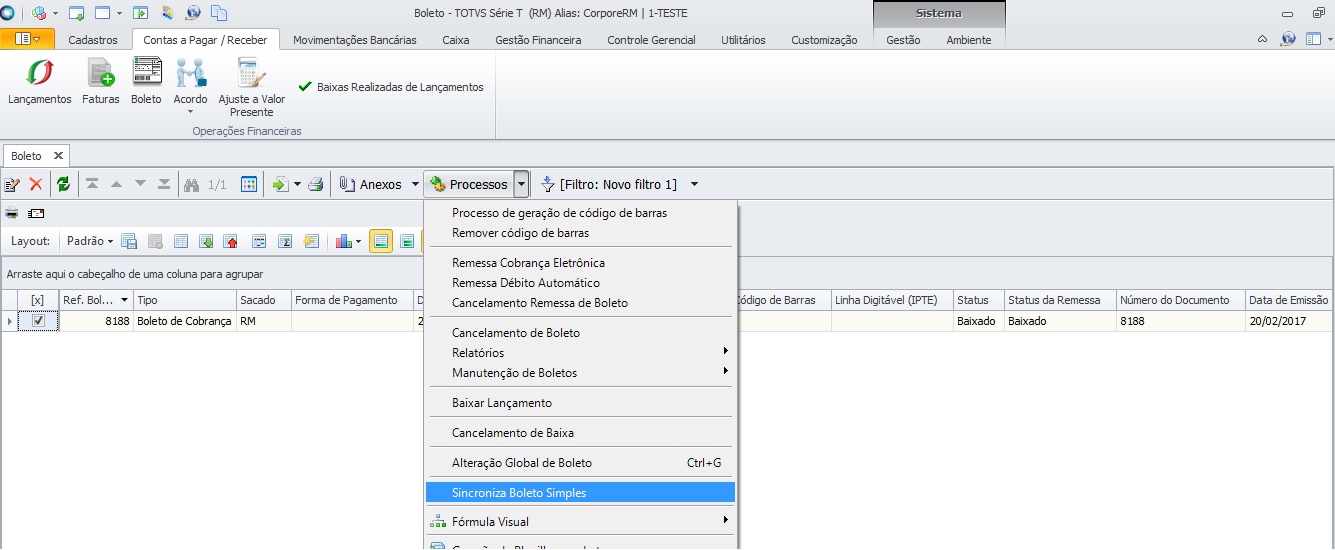 Boleto - TOTVS Série T (RM) Alias: CorporeRM | 1-TESTE
Sistema
Cadastros Contas a Pagar / Receber Movimentações Bancárias Caixa Gestão Financeira Controle Gerencial Utilitários Customização Gestão Ambiente
Lançamentos Faturas Boleto Acordo Ajuste a Valor Presente
Baixas Realizadas de Lançamentos
Operações Financeiras
Boleto
1/1 Anexos Processos [Filtro: Novo filtro 1]
Layout: Padrão
Arraste aqui o cabeçalho de uma coluna para agrupar
[x] Ref. Bol... Tipo Sacado Forma de Pagamento Código de Barras Linha Digitável (IPTE) Status Status da Remessa Número do Documento Data de Emissão
8188 Boleto de Cobrança RM Baixado Baixado 8188 20/02/2017
Processo de geração de código de barras
Remover código de barras
Remessa Cobrança Eletrônica
Remessa Débito Automático
Cancelamento Remessa de Boleto
Cancelamento de Boleto
Relatórios
Manutenção de Boletos
Baixar Lançamento
Cancelamento de Baixa
Alteração Global de Boleto Ctrl+G
Sincroniza Boleto Simples
Fórmula Visual